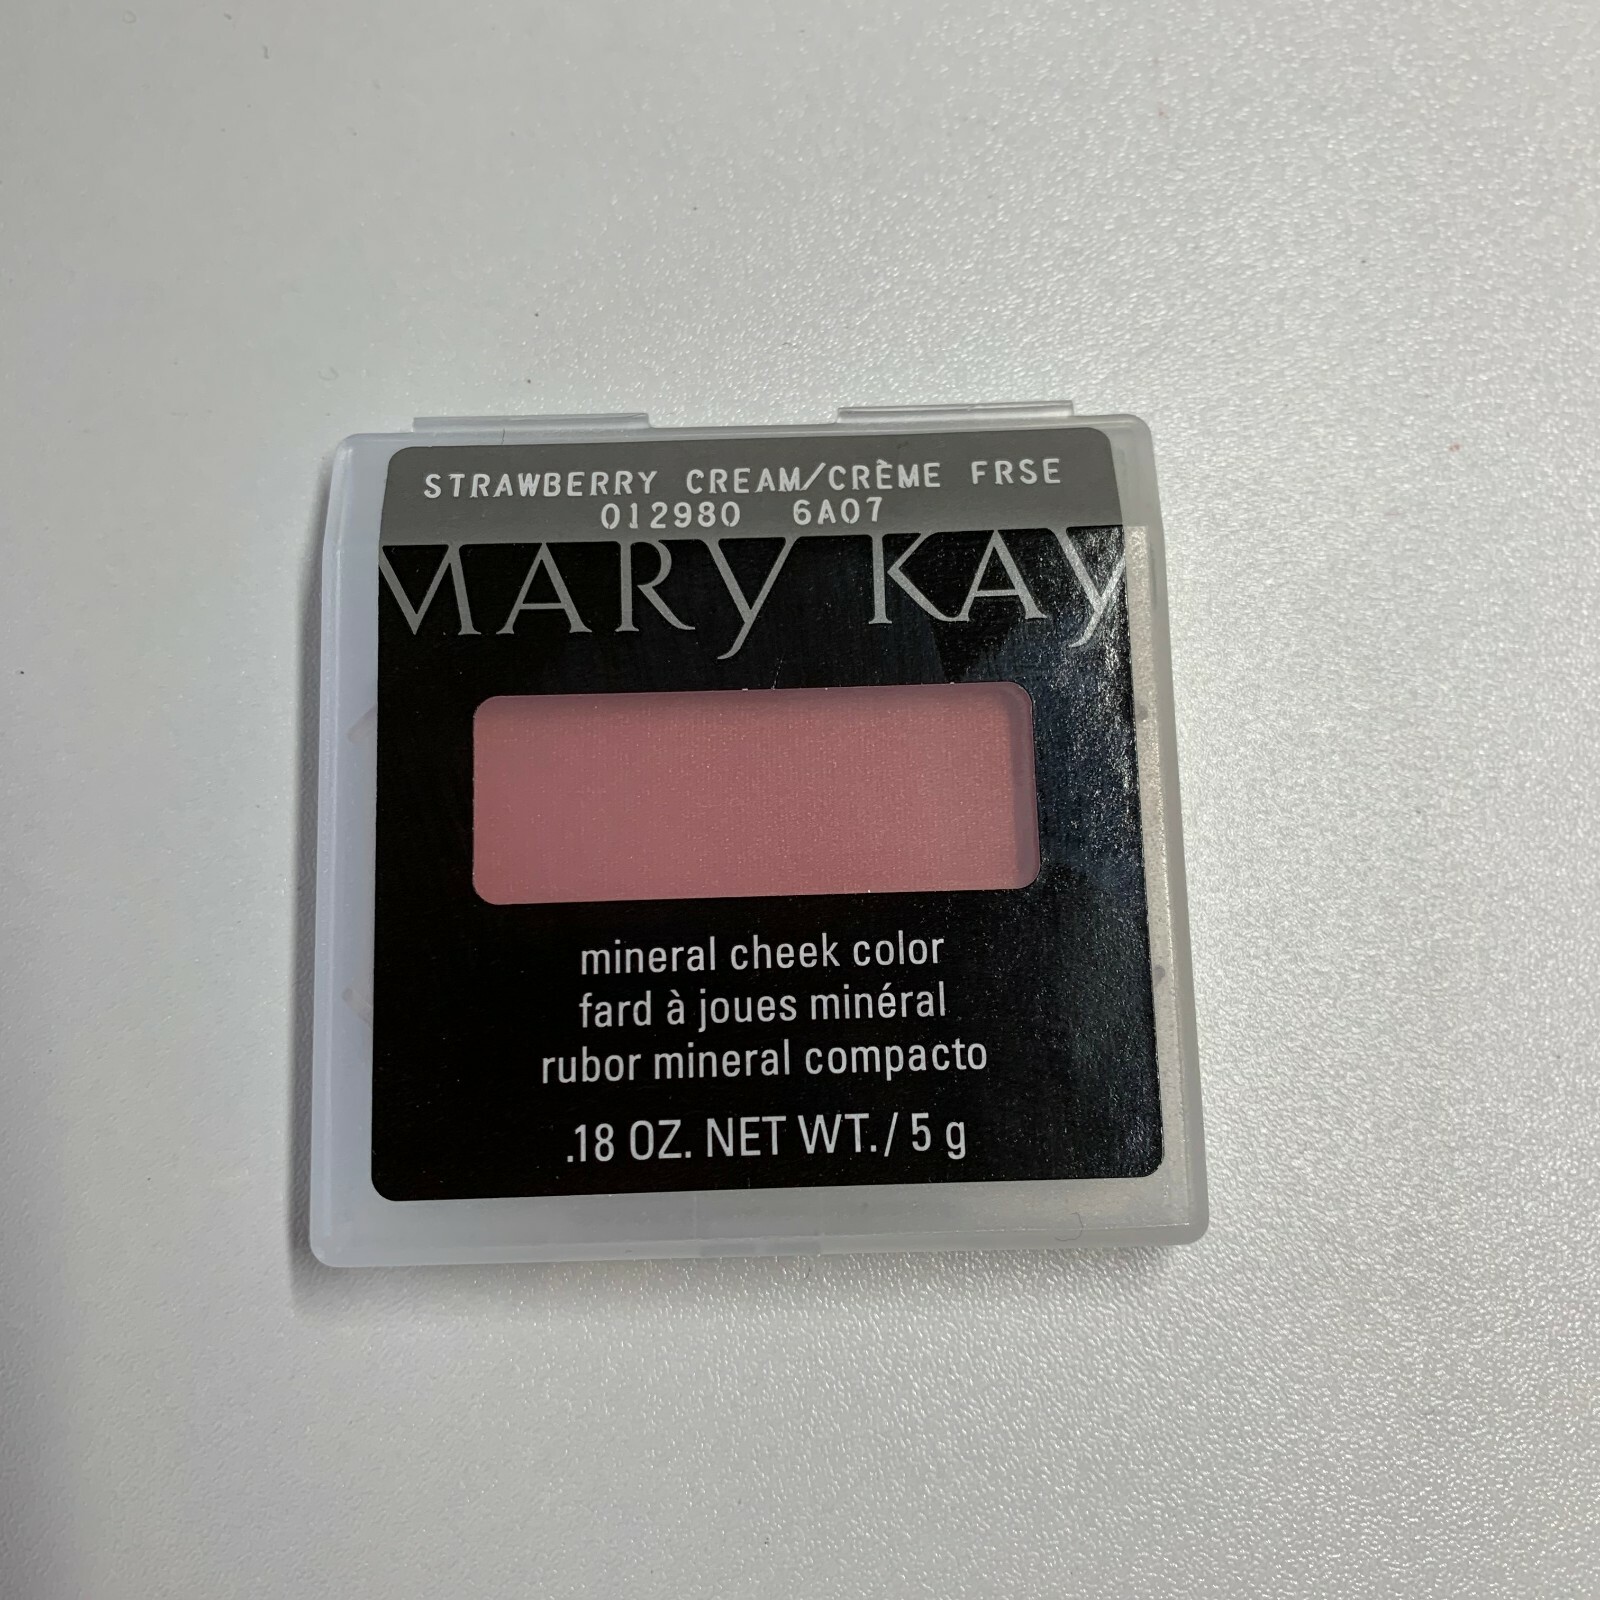 STRAWBERRY CREAM/CRÈME FRSE
012980 6A07
MARY KAY
mineral cheek color
fard à joues minéral
rubor mineral compacto
.18 OZ. NET WT./5 g